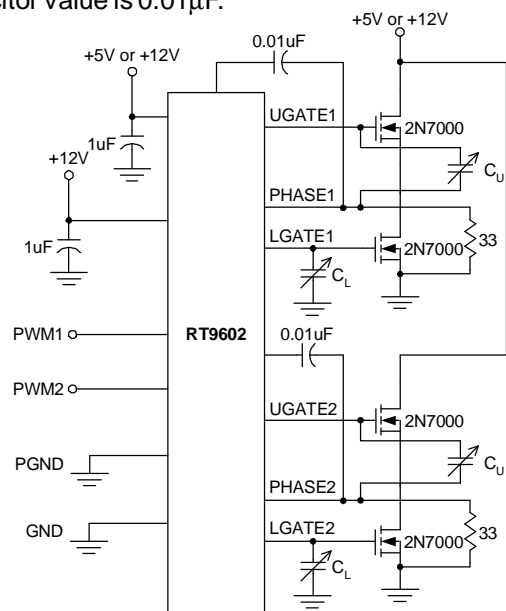 citor value is 0.01μF.
+5V or +12V
0.01uF
+5V or +12V
UGATE1
2N7000
1uF
+12V
C_U
PHASE1
LGATE1
2N7000
33
1uF
C_L
0.01uF
PWM1
RT9602
PWM2
UGATE2
2N7000
PGND
C_U
PHASE2
GND
LGATE2
2N7000
33
C_L